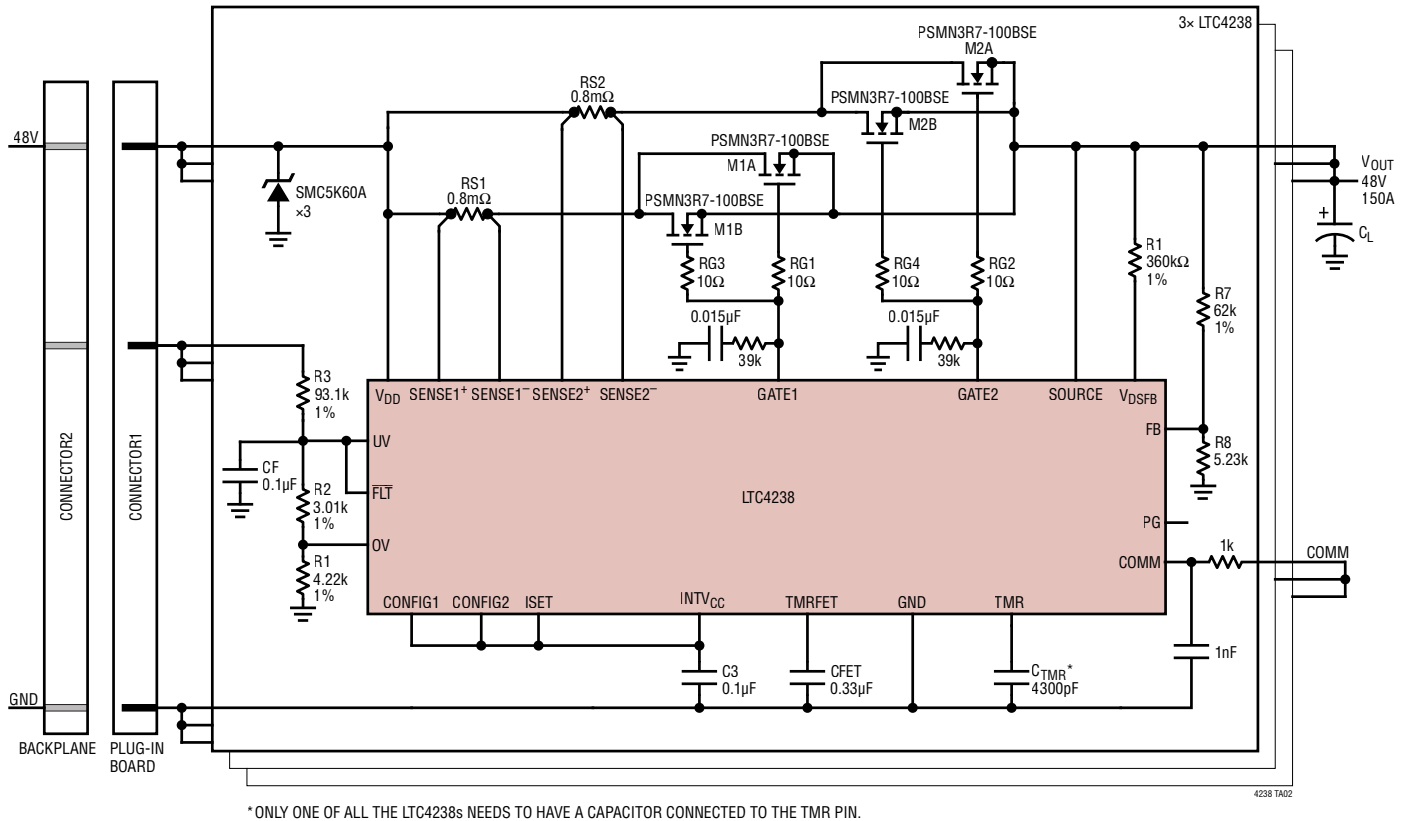 3× LTC4238
PSMN3R7-100BSE
M2A
RS2
0.8mΩ
PSMN3R7-100BSE
M2B
48V
PSMN3R7-100BSE
M1A
SMC5K60A
×3
RS1
0.8mΩ
PSMN3R7-100BSE
M1B
VOUT
48V
150A
+
CL
RG3
10Ω
RG1
10Ω
RG4
10Ω
RG2
10Ω
R1
360kΩ
1%
R7
62k
1%
0.015µF
39k
0.015µF
39k
R3
93.1k
1%
VDD
SENSE1+
SENSE1–
SENSE2+
SENSE2–
GATE1
GATE2
SOURCE
VDSFB
UV
FB
R8
5.23k
CF
0.1µF
CONNECTOR2
CONNECTOR1
FLT
R2
3.01k
1%
LTC4238
PG
OV
COMM
1k
COMM
R1
4.22k
1%
CONFIG1
CONFIG2
ISET
INTVCC
TMRFET
GND
TMR
1nF
C3
0.1µF
CFET
0.33µF
CTMR*
4300pF
GND
BACKPLANE
PLUG-IN
BOARD
4238 TA02
*ONLY ONE OF ALL THE LTC4238s NEEDS TO HAVE A CAPACITOR CONNECTED TO THE TMR PIN.